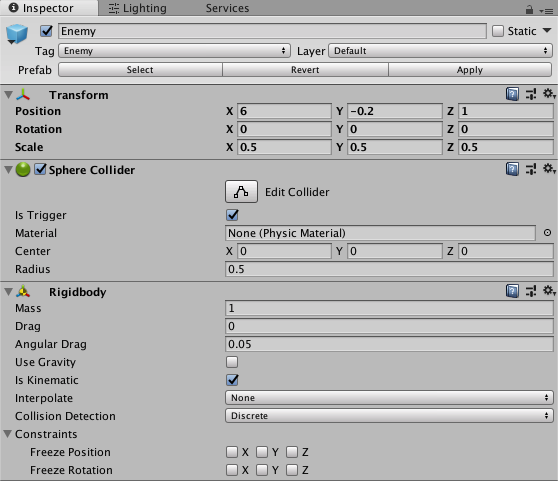 Inspector Lighting Services
Enemy Static
Tag Enemy Layer Default
Prefab Select Revert Apply
Transform
Position X 6 Y -0.2 Z 1
Rotation X 0 Y 0 Z 0
Scale X 0.5 Y 0.5 Z 0.5
Sphere Collider
Edit Collider
Is Trigger
Material None (Physic Material)
Center X 0 Y 0 Z 0
Radius 0.5
Rigidbody
Mass 1
Drag 0
Angular Drag 0.05
Use Gravity
Is Kinematic
Interpolate None
Collision Detection Discrete
Constraints
Freeze Position X Y Z
Freeze Rotation X Y Z